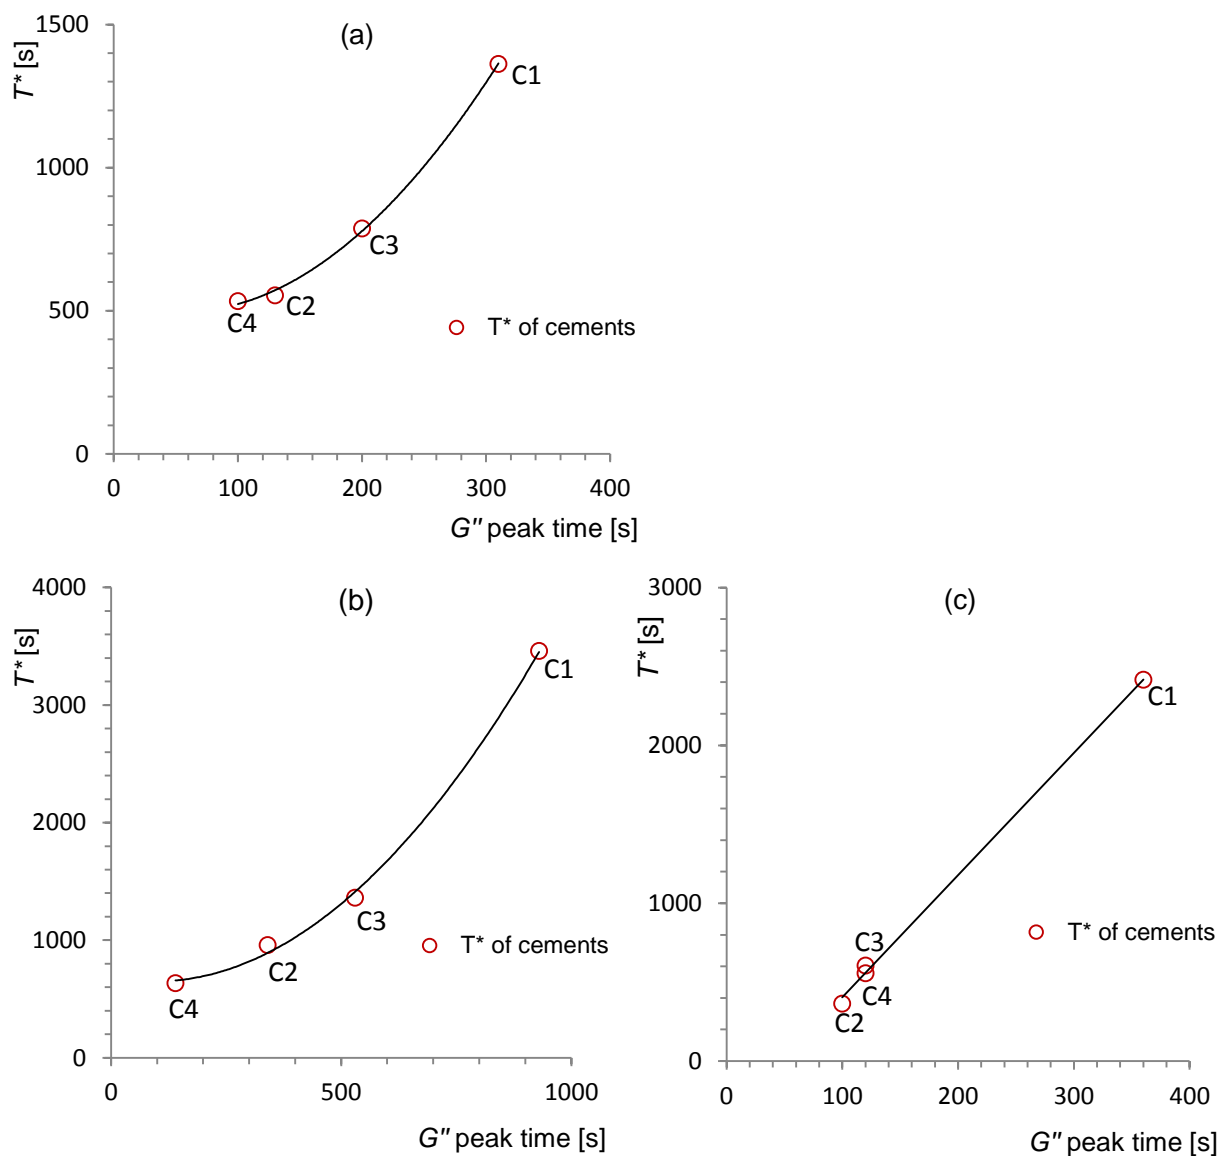 (a)
T* [s]
1500
1000
500
0
C1
C3
C2
C4
T* of cements
0 100 200 300 400
G″ peak time [s]
(b)
T* [s]
4000
3000
2000
1000
0
C1
C3
C2
C4
T* of cements
0 500 1000
G″ peak time [s]
(c)
T* [s]
3000
2000
1000
0
C1
C3
C4
C2
T* of cements
0 100 200 300 400
G″ peak time [s]